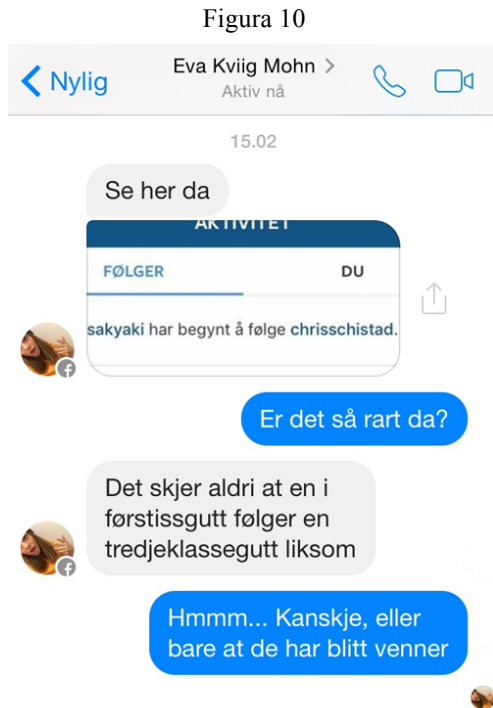 Figura 10
Nylig
Eva Kviig Mohn >
Aktiv nå
15.02
Se her da
AKTIVITET
FØLGER DU
sakyaki har begynt å følge chrisschistad.
Er det så rart da?
Det skjer aldri at en i
førstissgutt følger en
tredjeklassegutt liksom
Hmmm... Kanskje, eller
bare at de har blitt venner